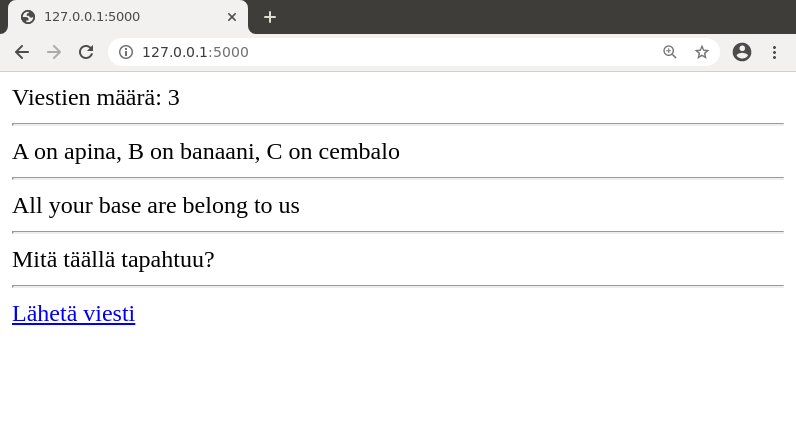 127.0.0.1:5000
127.0.0.1:5000
Viestien määrä: 3
A on apina, B on banaani, C on cembalo
All your base are belong to us
Mitä täällä tapahtuu?
Lähetä viesti